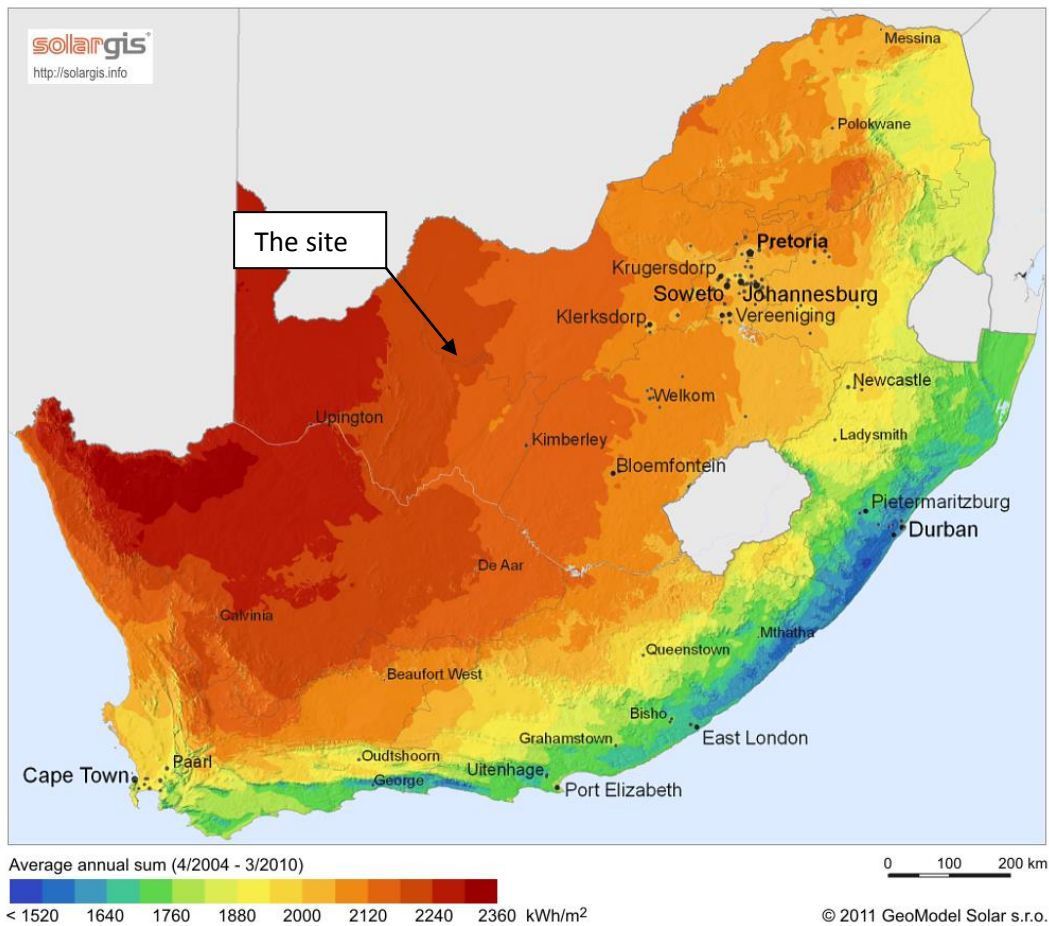 solargis
http://solargis.info
Messina
Polokwane
The site
Pretoria
Krugersdorp
Soweto
Johannesburg
Klerksdorp
Vereeniging
Newcastle
Welkom
Upington
Kimberley
Ladysmith
Bloemfontein
Pietermaritzburg
Durban
De Aar
Calvinia
Mthatha
Queenstown
Beaufort West
Bisho
Grahamstown
East London
Oudtshoorn
Paarl
Uitenhage
Cape Town
George
Port Elizabeth
Average annual sum (4/2004 - 3/2010)
0 100 200 km
< 1520 1640 1760 1880 2000 2120 2240 2360 kWh/m²
© 2011 GeoModel Solar s.r.o.